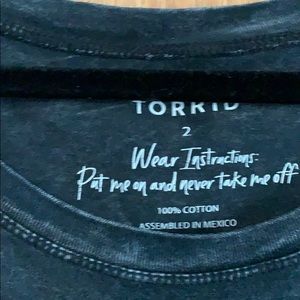 TORRID
2
Wear Instructions:
Put me on and never take me off
100% COTTON
ASSEMBLED IN MEXICO